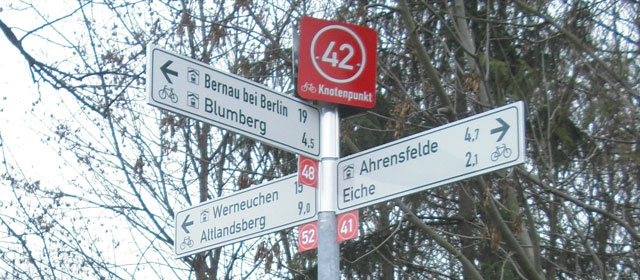 42
Knotenpunkt
Bernau bei Berlin 19
Blumberg 4,5
48
Ahrensfelde 4,7
Eiche 2,1
Werneuchen 15
Altlandsberg 9,0
52
41